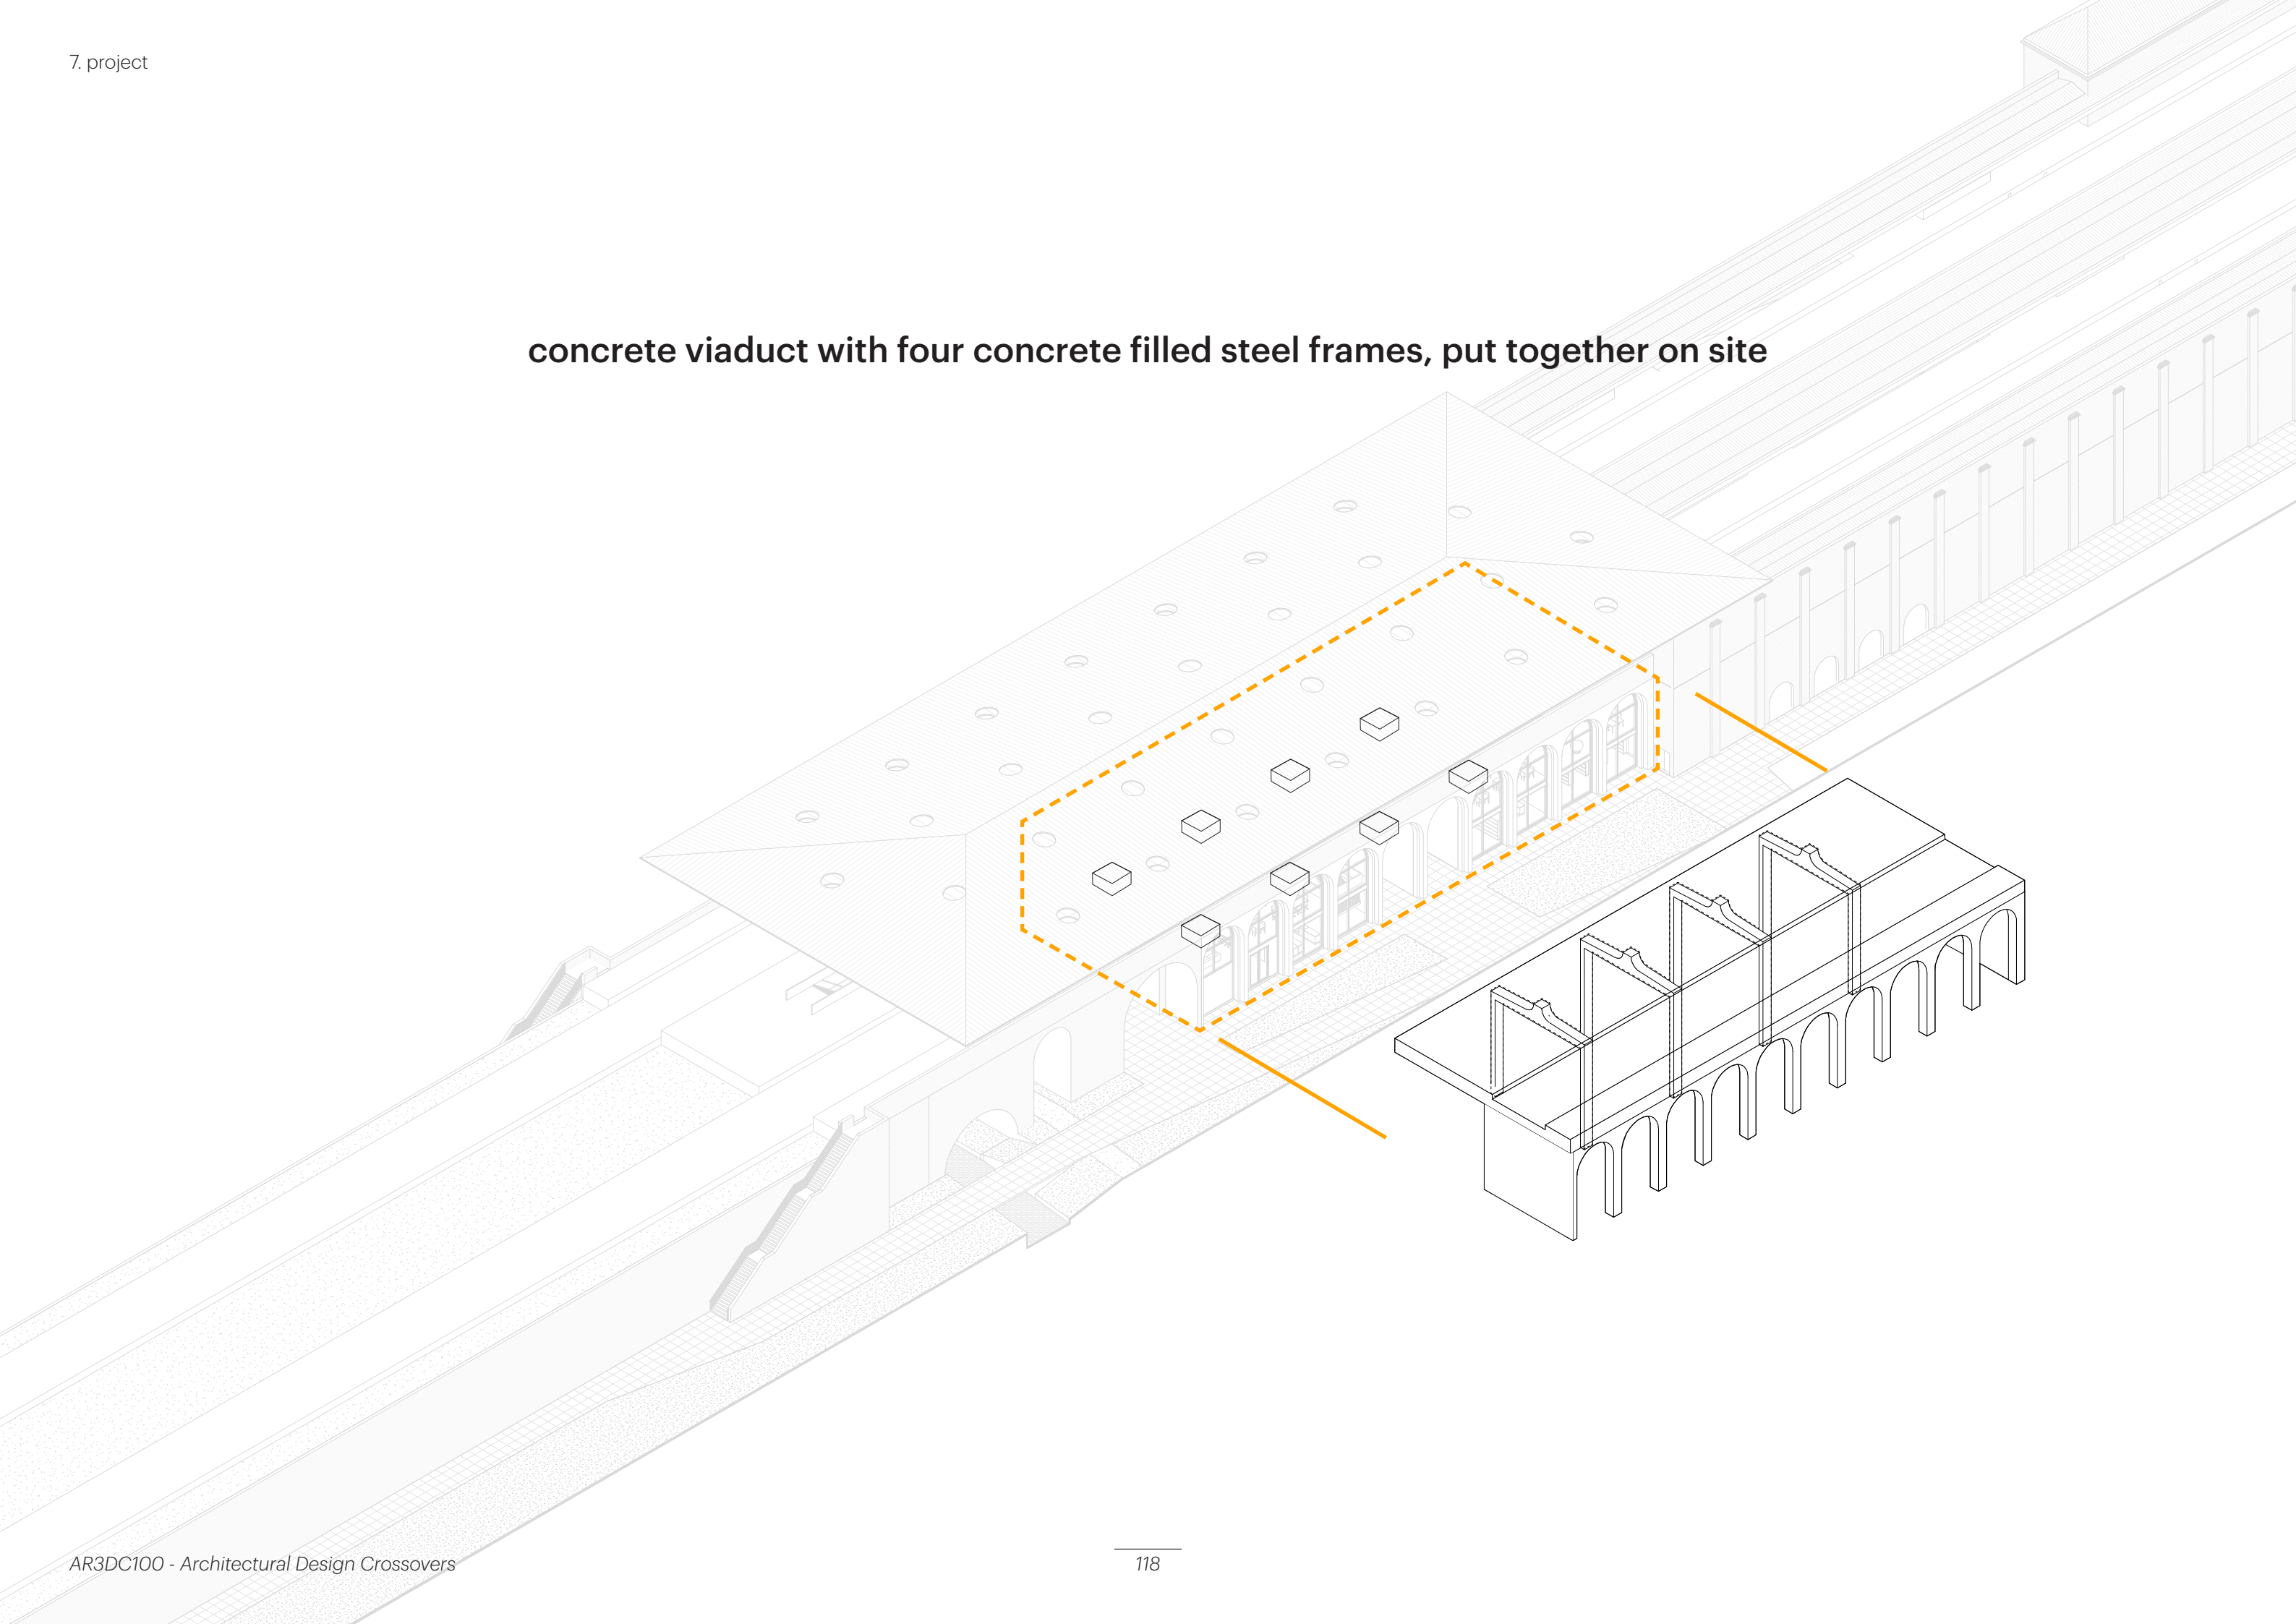 7. project
concrete viaduct with four concrete filled steel frames, put together on site
AR3DC100 - Architectural Design Crossovers
118